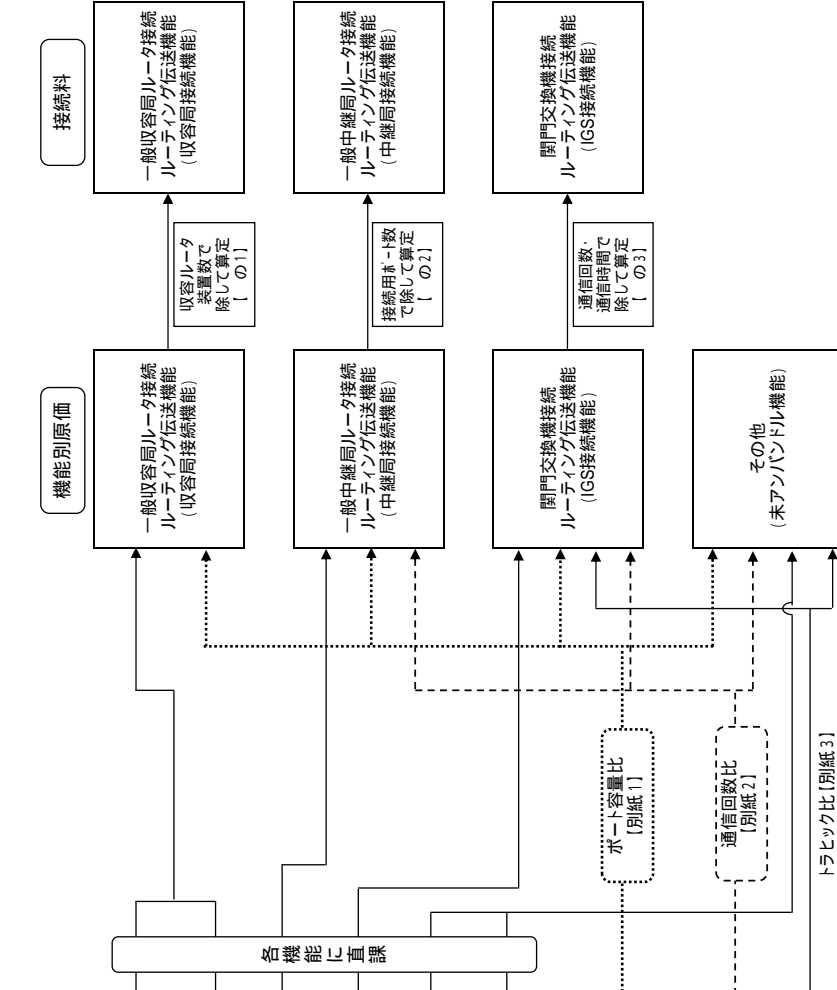 接続料
一般収容局ルータ接続
ルーティング伝送機能
(収容局接続機能)
一般中継局ルータ接続
ルーティング伝送機能
(中継局接続機能)
関門交換機接続
ルーティング伝送機能
(IGS接続機能)
収容ルータ
装置数で
除して算定
【 の1】
接続用ポート数
で除して算定
【 の2】
通信回数・
通信時間で
除して算定
【 の3】
機能別原価
一般収容局ルータ接続
ルーティング伝送機能
(収容局接続機能)
一般中継局ルータ接続
ルーティング伝送機能
(中継局接続機能)
関門交換機接続
ルーティング伝送機能
(IGS接続機能)
その他
(未アンバンドル機能)
ポート容量比
【別紙1】
通信回数比
【別紙2】
トラヒック比【別紙3】
各機能に直課